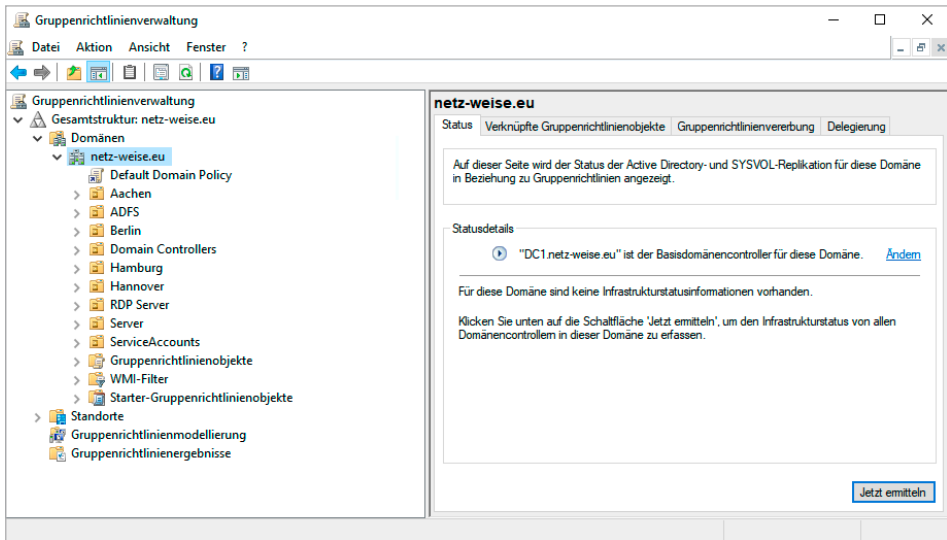 Gruppenrichtlinienverwaltung
Datei Aktion Ansicht Fenster ?
Gruppenrichtlinienverwaltung
Gesamtstruktur: netz-weise.eu
Domänen
netz-weise.eu
Default Domain Policy
Aachen
ADFS
Berlin
Domain Controllers
Hamburg
Hannover
RDP Server
Server
ServiceAccounts
Gruppenrichtlinienobjekte
WMI-Filter
Starter-Gruppenrichtlinienobjekte
Standorte
Gruppenrichtlinienmodellierung
Gruppenrichtlinienergebnisse
netz-weise.eu
Status Verknüpfte Gruppenrichtlinienobjekte Gruppenrichtlinienvererbung Delegierung
Auf dieser Seite wird der Status der Active Directory- und SYSVOL-Replikation für diese Domäne
in Beziehung zu Gruppenrichtlinien angezeigt.
Statusdetails
"DC1.netz-weise.eu" ist der Basisdomänencontroller für diese Domäne. Ändern
Für diese Domäne sind keine Infrastrukturstatusinformationen vorhanden.
Klicken Sie unten auf die Schaltfläche 'Jetzt ermitteln', um den Infrastrukturstatus von allen
Domänencontrollern in dieser Domäne zu erfassen.
Jetzt ermitteln